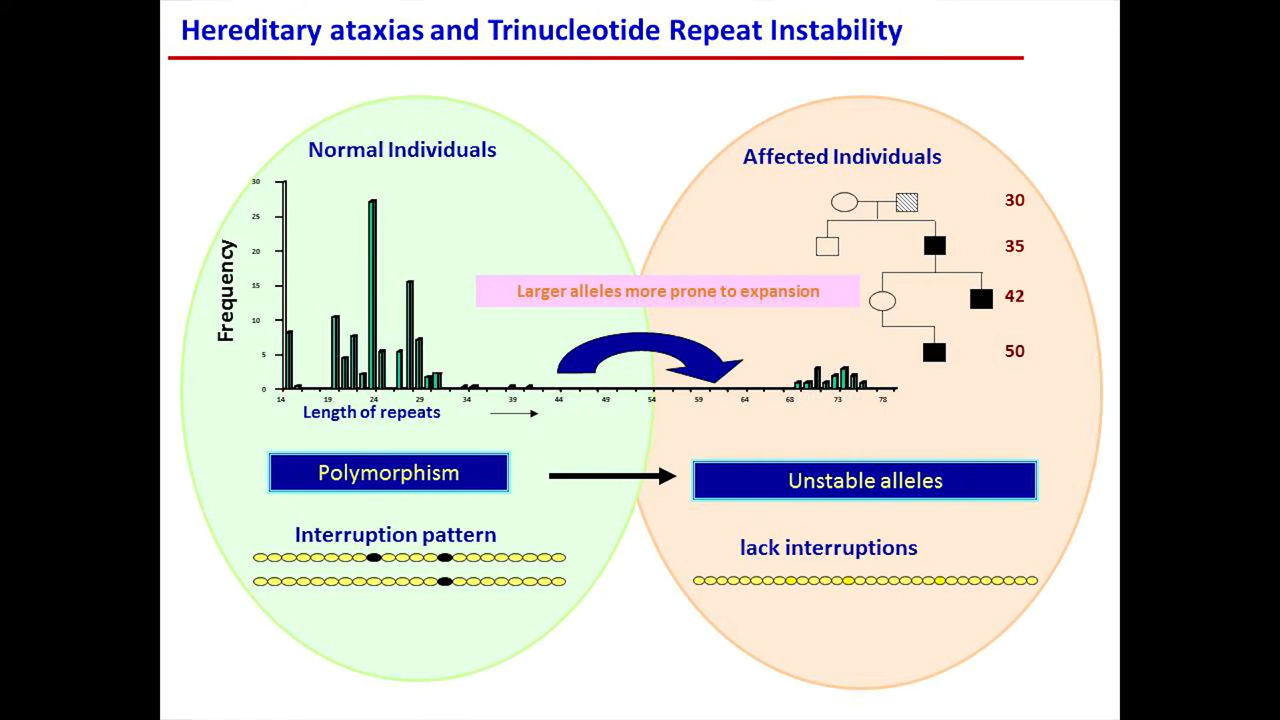 Hereditary ataxias and Trinucleotide Repeat Instability
Normal Individuals
Affected Individuals
Frequency
30
25
20
15
10
5
0
14 19 24 29 34 39 44 49 54 59 64 68 73 78
Length of repeats
30
35
42
50
Larger alleles more prone to expansion
Polymorphism
Unstable alleles
Interruption pattern
lack interruptions